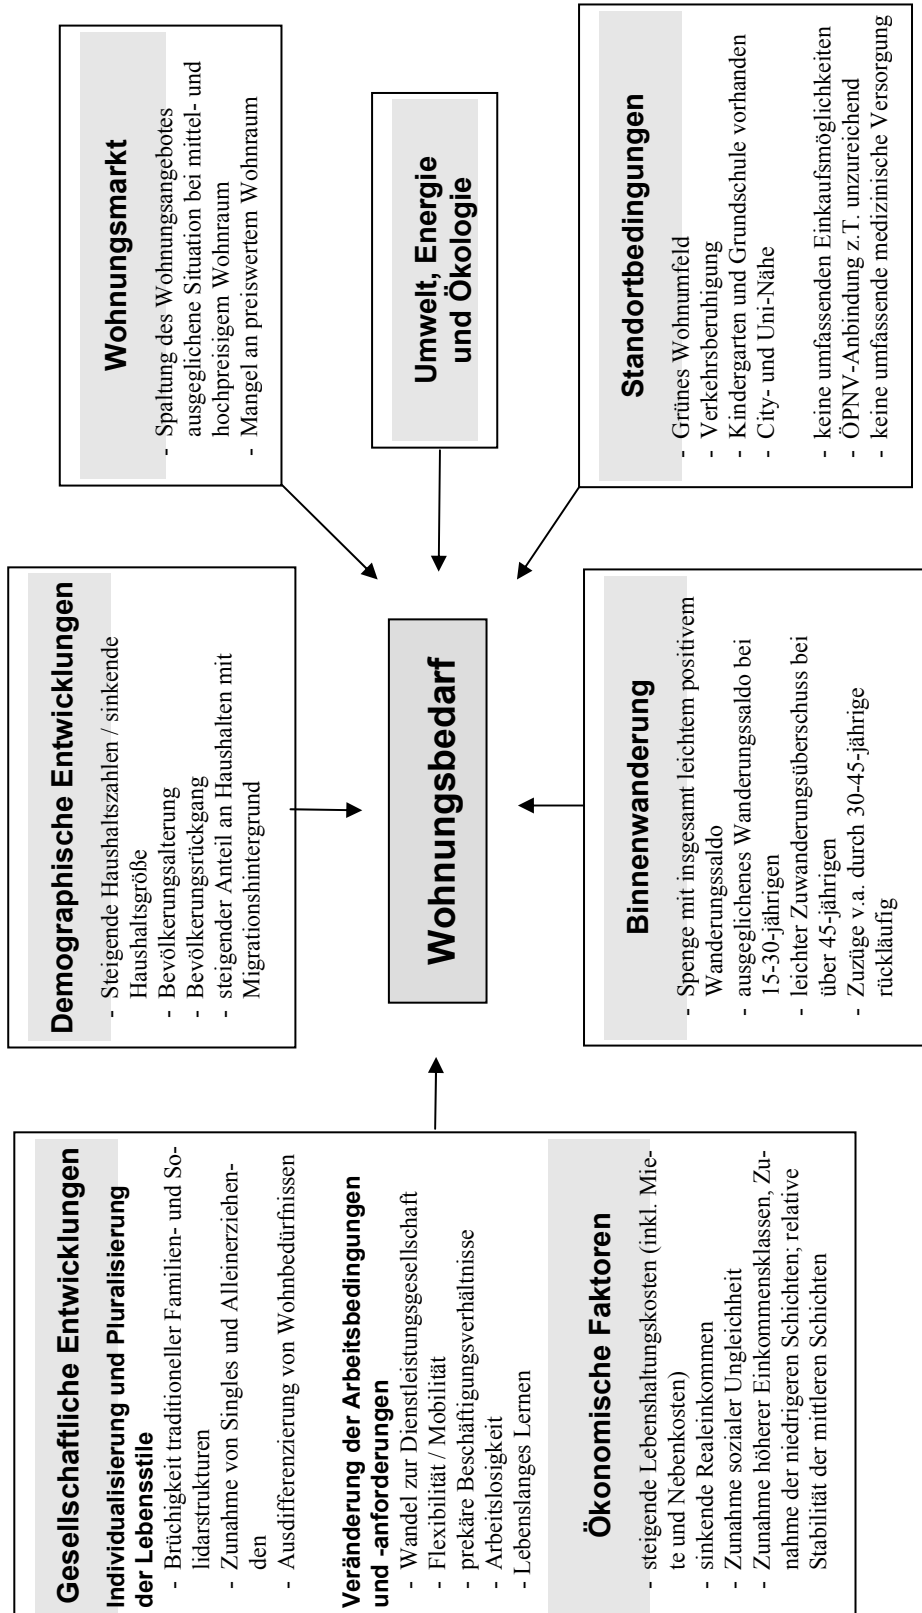 Gesellschaftliche Entwicklungen
Individualisierung und Pluralisierung
der Lebensstile
- Brüchigkeit traditioneller Familien- und So-
lidarstrukturen
- Zunahme von Singles und Alleinerziehen-
den
- Ausdifferenzierung von Wohnbedürfnissen
Veränderung der Arbeitsbedingungen
und -anforderungen
- Wandel zur Dienstleistungsgesellschaft
- Flexibilität / Mobilität
- prekäre Beschäftigungsverhältnisse
- Arbeitslosigkeit
- Lebenslanges Lernen
Ökonomische Faktoren
- steigende Lebenshaltungskosten (inkl. Mie-
te und Nebenkosten)
- sinkende Realeinkommen
- Zunahme sozialer Ungleichheit
- Zunahme höherer Einkommensklassen, Zu-
nahme der niedrigeren Schichten; relative
Stabilität der mittleren Schichten
Demographische Entwicklungen
- Steigende Haushaltszahlen / sinkende
Haushaltsgröße
- Bevölkerungsalterung
- Bevölkerungsrückgang
- steigender Anteil an Haushalten mit
Migrationshintergrund
Wohnungsbedarf
Binnenwanderung
- Spenge mit insgesamt leichtem positivem
Wanderungssaldo
- ausgeglichenes Wanderungssaldo bei
15-30-jährigen
- leichter Zuwanderungsüberschuss bei
über 45-jährigen
- Zuzüge v.a. durch 30-45-jährige
rückläufig
Wohnungsmarkt
- Spaltung des Wohnungsangebotes
ausgeglichene Situation bei mittel- und
hochpreisigem Wohnraum
- Mangel an preiswertem Wohnraum
Umwelt, Energie
und Ökologie
Standortbedingungen
- Grünes Wohnumfeld
- Verkehrsberuhigung
- Kindergarten und Grundschule vorhanden
- City- und Uni-Nähe
- keine umfassenden Einkaufsmöglichkeiten
- ÖPNV-Anbindung z.T. unzureichend
- keine umfassende medizinische Versorgung